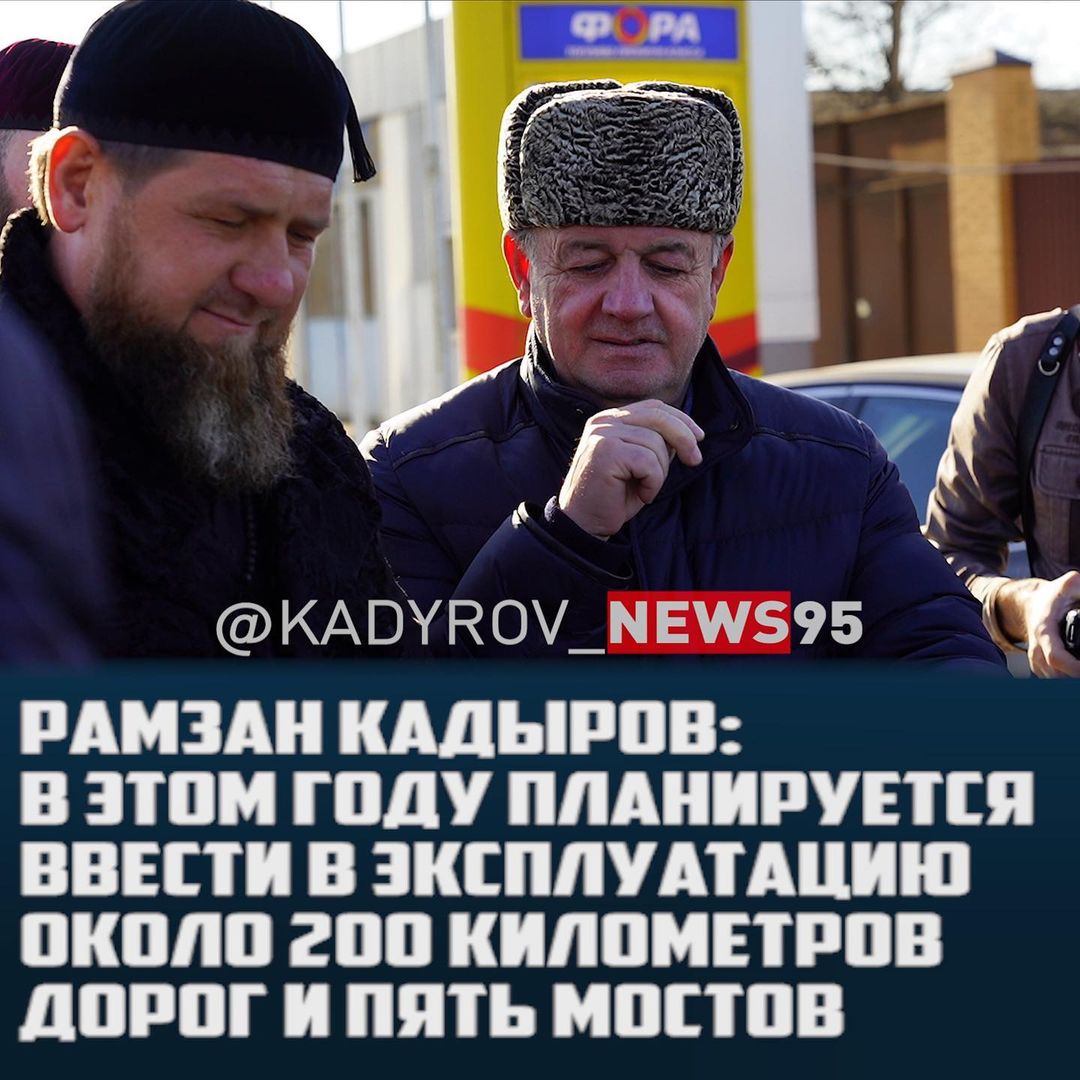 ФОРА
@KADYROV_NEWS95
РАМЗАН КАДЫРОВ:
В ЭТОМ ГОДУ ПЛАНИРУЕТСЯ
ВВЕСТИ В ЭКСПЛУАТАЦИЮ
ОКОЛО 200 КИЛОМЕТРОВ
ДОРОГ И ПЯТЬ МОСТОВ